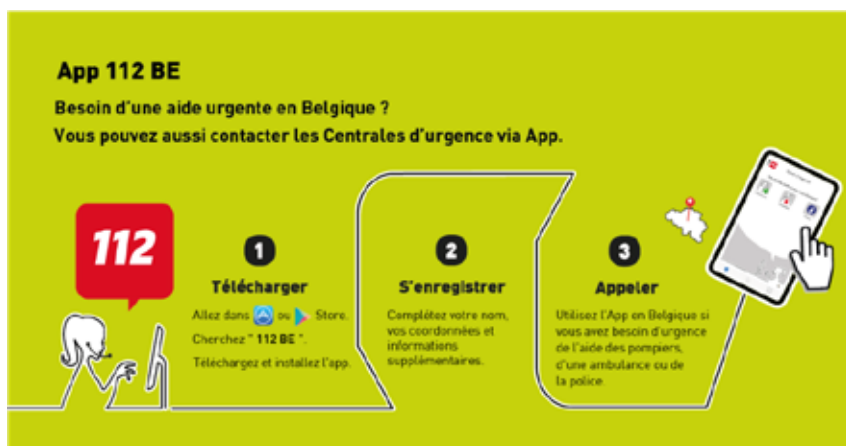 App 112 BE
Besoin d'une aide urgente en Belgique ?
Vous pouvez aussi contacter les Centrales d'urgence via App.
112
1
Télécharger
Allez dans ou Store.
Cherchez " 112 BE ".
Téléchargez et installez l'app.
2
S'enregistrer
Complétez votre nom,
vos coordonnées et
informations
supplémentaires.
3
Appeler
Utilisez l'App en Belgique si
vous avez besoin d'urgence
de l'aide des pompiers,
d'une ambulance ou de
la police.